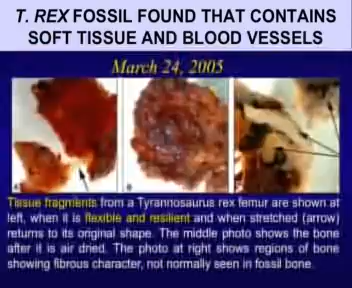 T. REX FOSSIL FOUND THAT CONTAINS
SOFT TISSUE AND BLOOD VESSELS
March 24, 2005
A
B
Tissue fragments from a Tyrannosaurus rex femur are shown at
left, when it is flexible and resilient and when stretched (arrow)
returns to its original shape. The middle photo shows the bone
after it is air dried. The photo at right shows regions of bone
showing fibrous character, not normally seen in fossil bone.